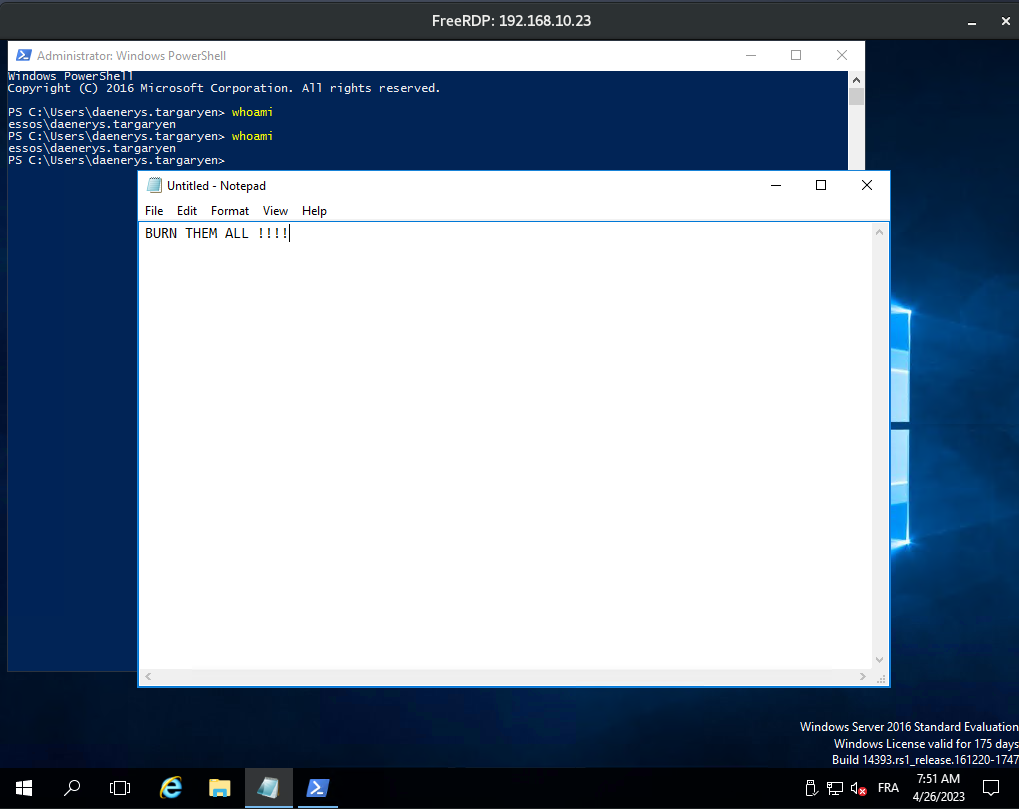 FreeRDP: 192.168.10.23
Administrator: Windows PowerShell
Windows PowerShell
Copyright (C) 2016 Microsoft Corporation. All rights reserved.
PS C:\Users\daenerys.targaryen> whoami
essos\daenerys.targaryen
PS C:\Users\daenerys.targaryen> whoami
essos\daenerys.targaryen
PS C:\Users\daenerys.targaryen>
Untitled - Notepad
File Edit Format View Help
BURN THEM ALL !!!!
Windows Server 2016 Standard Evaluation
Windows License valid for 175 days
Build 14393.rs1_release.161220-1747
FRA
7:51 AM
4/26/2023